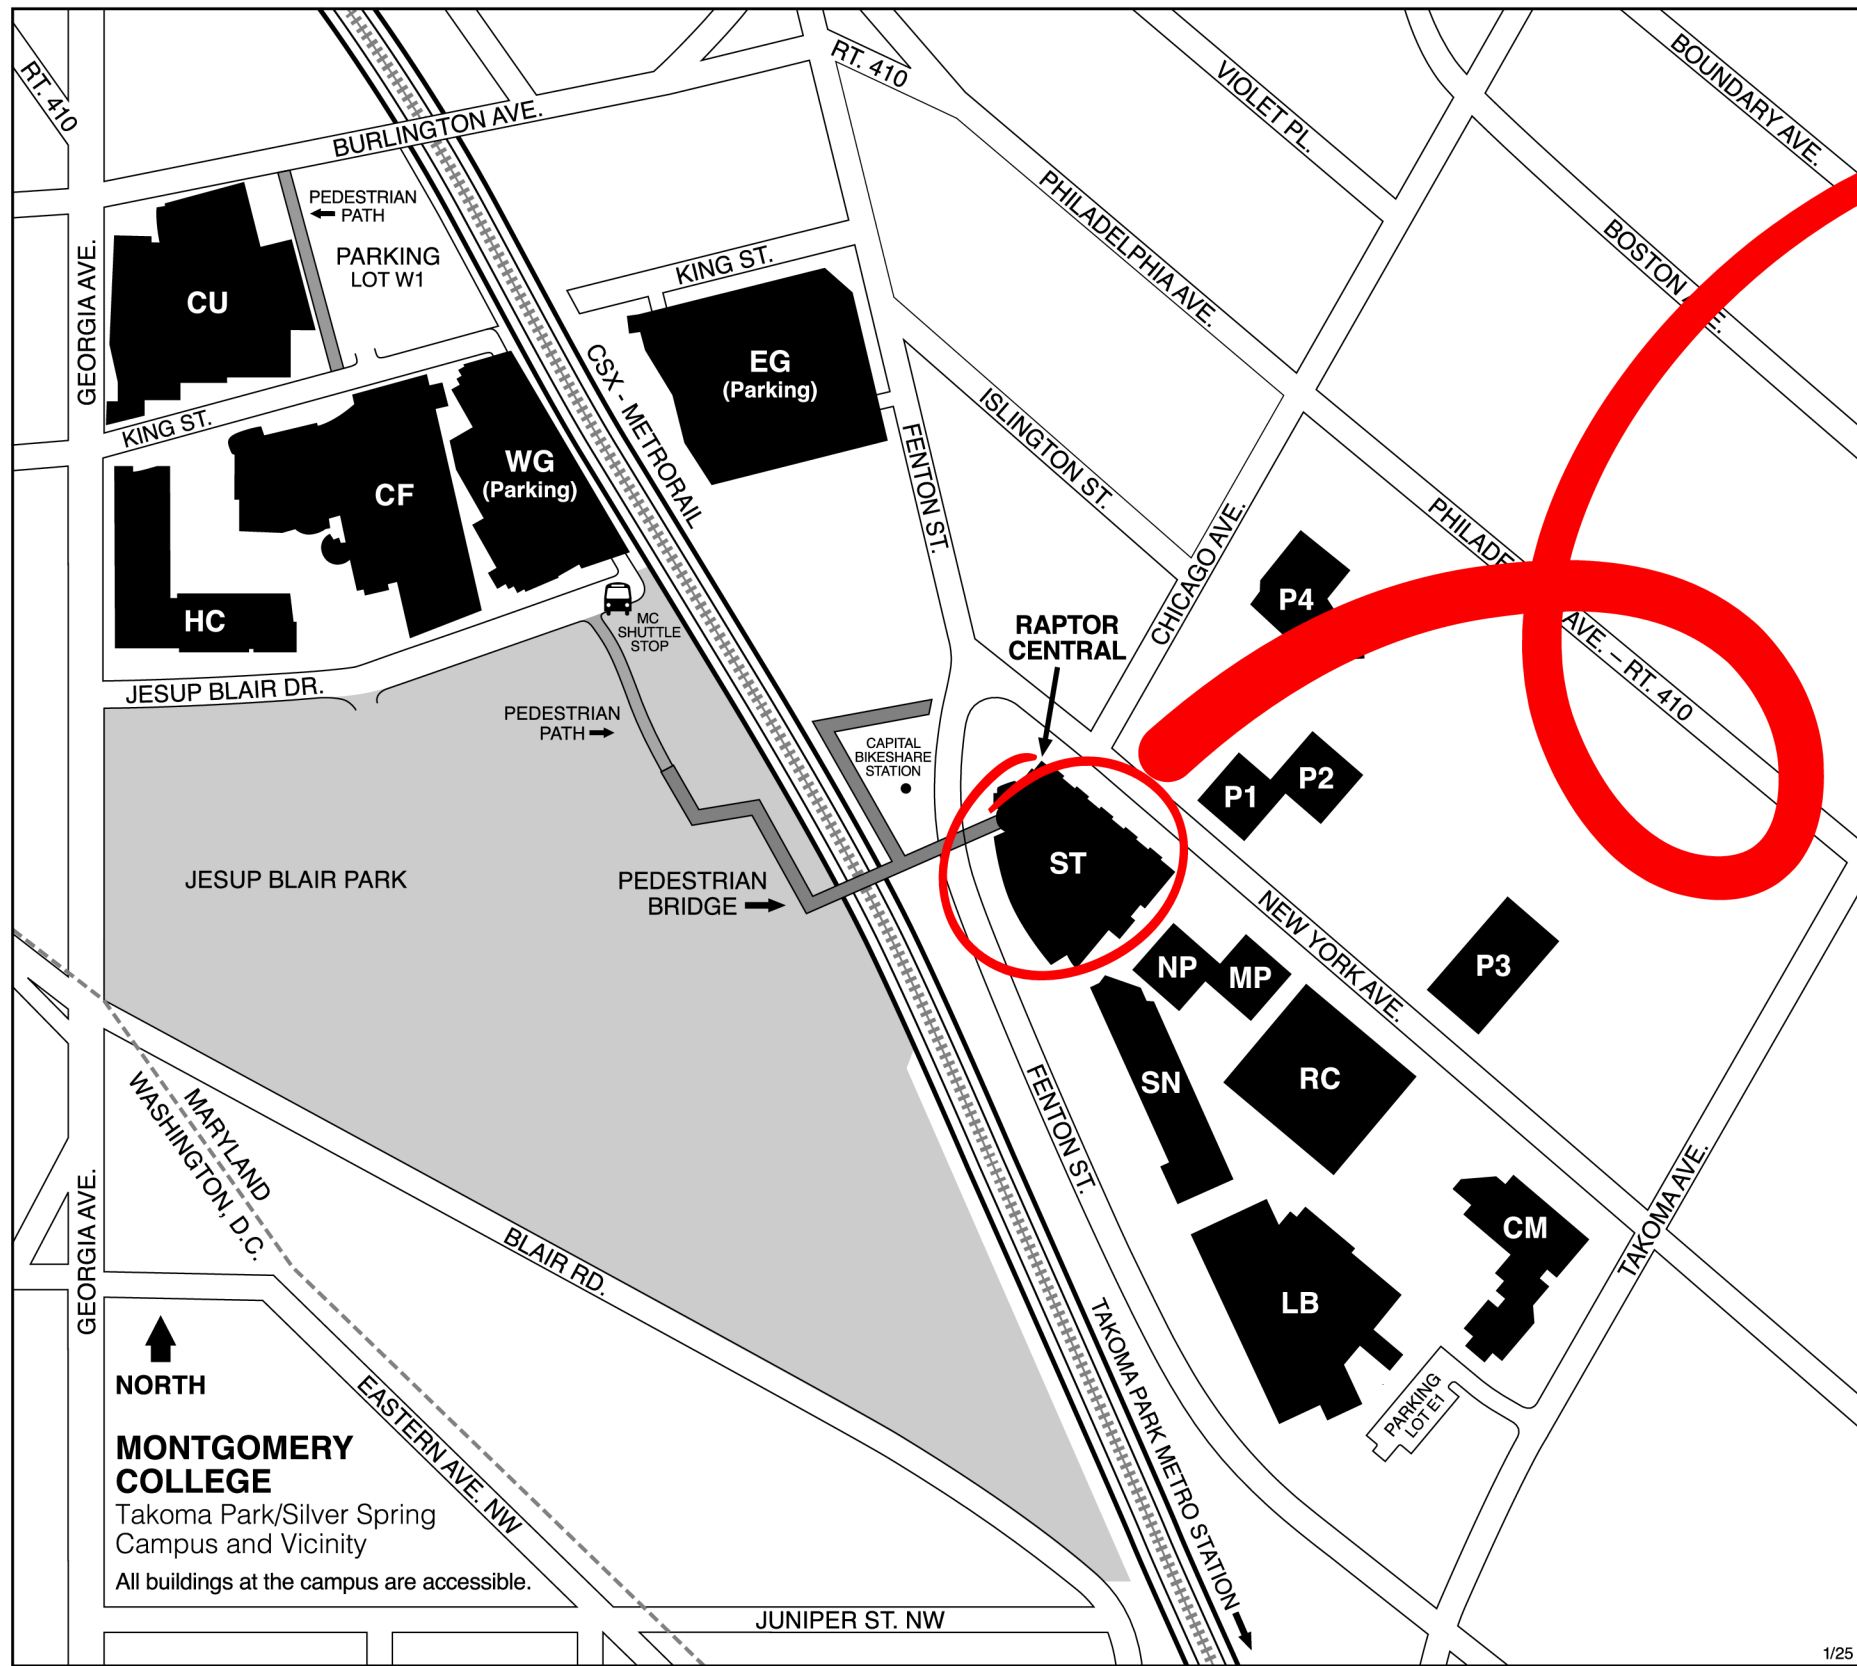 RT. 410
BURLINGTON AVE.
RT. 410
VIOLET PL.
BOUNDARY AVE.
PEDESTRIAN
PATH
PARKING
LOT W1
GEORGIA AVE.
CU
KING ST.
KING ST.
PHILADELPHIA AVE.
BOSTON
EG
(Parking)
CSX - METRORAIL
ISLINGTON ST.
FENTON ST.
WG
(Parking)
CF
HC
CHICAGO AVE.
P4
AVE. – RT. 410
MC
SHUTTLE
STOP
RAPTOR
CENTRAL
JESUP BLAIR DR.
PEDESTRIAN
PATH
CAPITAL
BIKESHARE
STATION
P1
P2
ST
JESUP BLAIR PARK
PEDESTRIAN
BRIDGE
NEW YORK AVE.
NP
MP
P3
SN
RC
FENTON ST.
MARYLAND
WASHINGTON, D.C.
GEORGIA AVE.
BLAIR RD.
CM
TAKOMA AVE.
LB
TAKOMA PARK METRO STATION
PARKING
LOT E1
NORTH
EASTERN AVE. NW
MONTGOMERY
COLLEGE
Takoma Park/Silver Spring
Campus and Vicinity
All buildings at the campus are accessible.
JUNIPER ST. NW
1/25